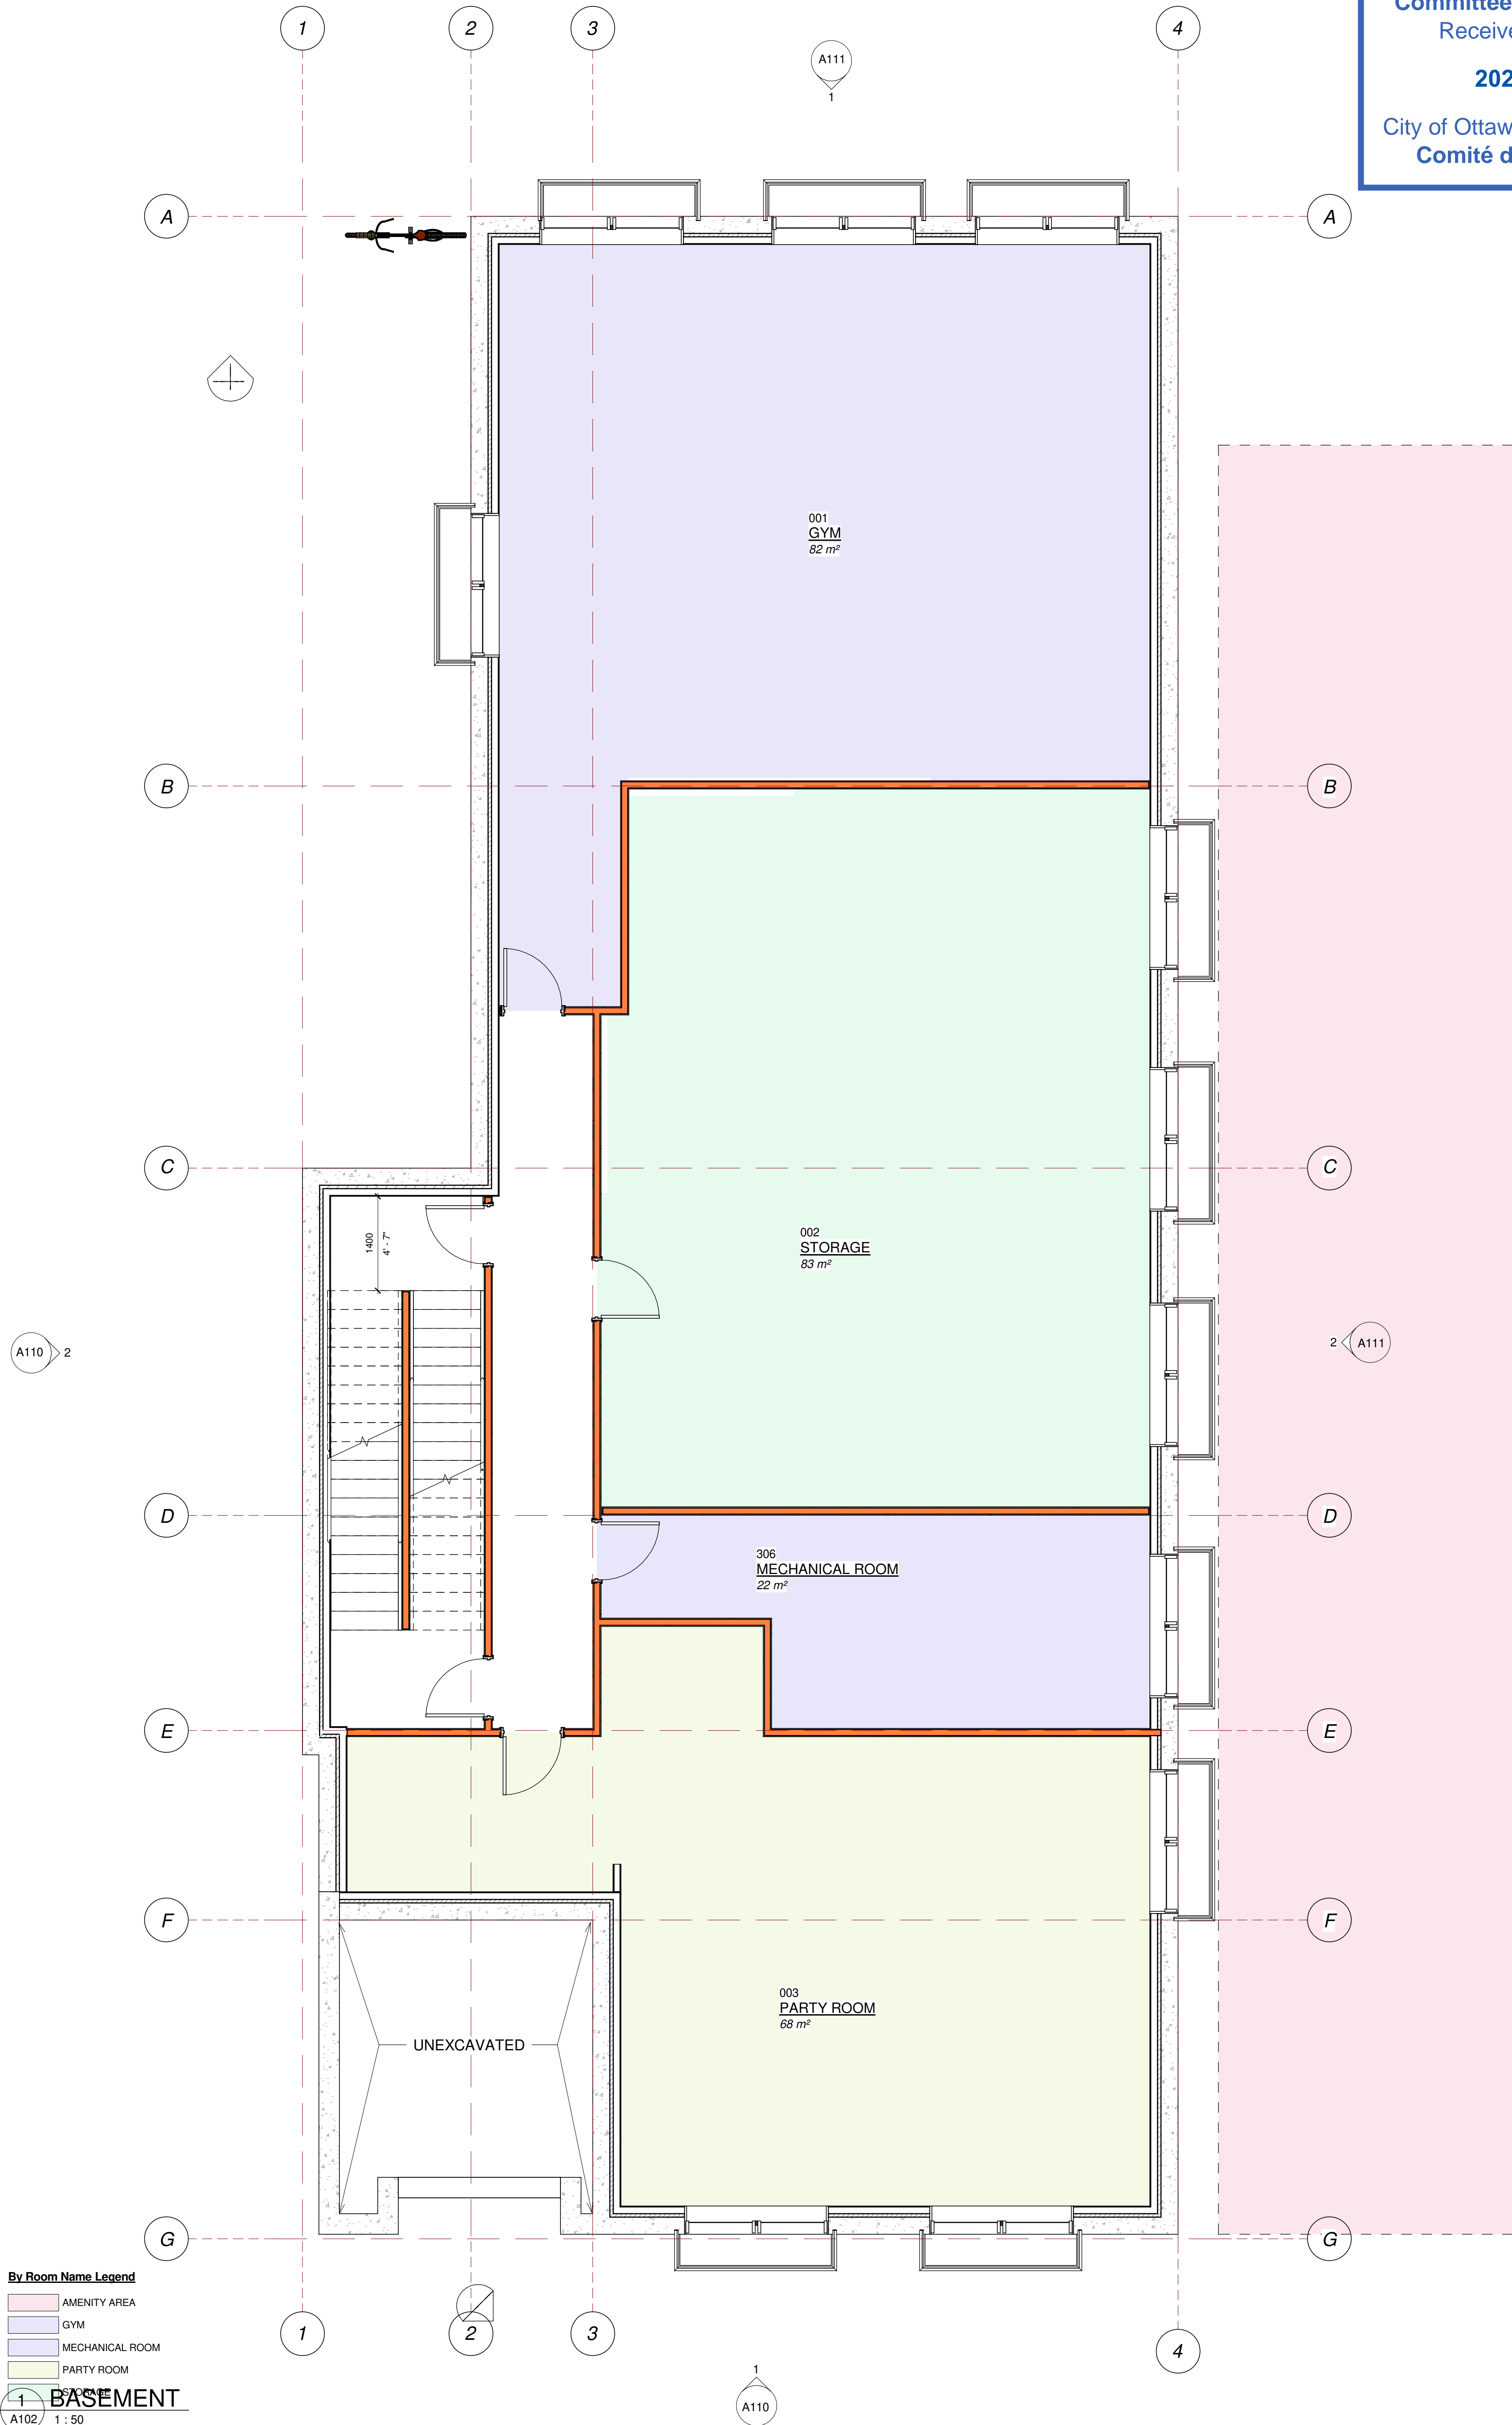 Committee
Receive
202
City of Ottaw
Comité d
1
2
3
4
A111
1
A
A
001
GYM
82 m²
B
B
C
C
1400
4' - 7"
002
STORAGE
83 m²
A110
2
2
A111
D
D
306
MECHANICAL ROOM
22 m²
E
E
F
F
003
PARTY ROOM
68 m²
UNEXCAVATED
G
G
By Room Name Legend
AMENITY AREA
GYM
MECHANICAL ROOM
PARTY ROOM
STORAGE
1
2
3
4
1
BASEMENT
A102
1 : 50
1
A110